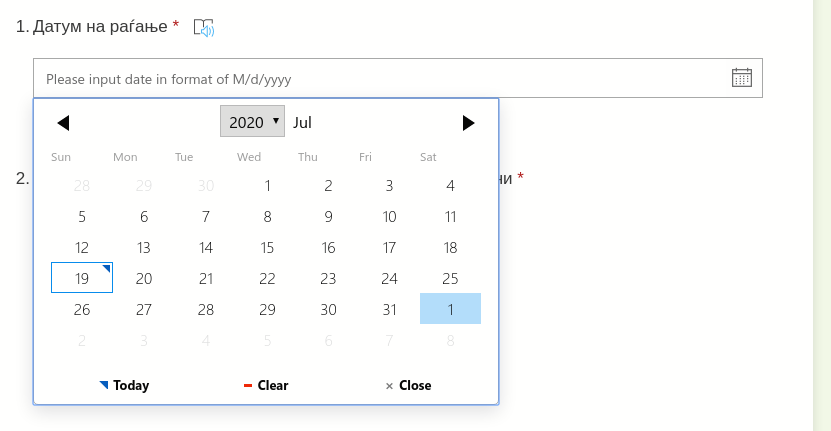 1. Датум на раѓање *
Please input date in format of M/d/yyyy
2020 Jul
Sun Mon Tue Wed Thu Fri Sat
28 29 30 1 2 3 4
5 6 7 8 9 10 11
12 13 14 15 16 17 18
19 20 21 22 23 24 25
26 27 28 29 30 31 1
2 3 4 5 6 7 8
Today Clear Close
2. *